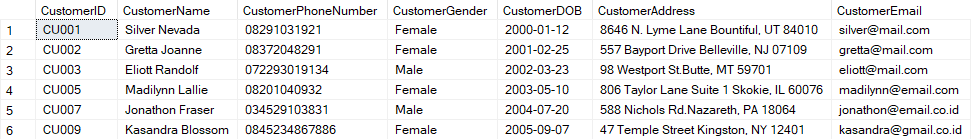 CustomerID CustomerName CustomerPhoneNumber CustomerGender CustomerDOB CustomerAddress CustomerEmail
1 CU001 Silver Nevada 08291031921 Female 2000-01-12 8646 N. Lyme Lane Bountiful, UT 84010 silver@mail.com
2 CU002 Gretta Joanne 08372048291 Female 2001-02-25 557 Bayport Drive Belleville, NJ 07109 gretta@mail.com
3 CU003 Eliott Randolf 072293019134 Male 2002-03-23 98 Westport St.Butte, MT 59701 eliott@mail.com
4 CU005 Madilynn Lallie 08201040932 Female 2003-05-10 806 Taylor Lane Suite 1 Skokie, IL 60076 madilynn@email.com
5 CU007 Jonathon Fraser 034529103831 Male 2004-07-20 588 Nichols Rd.Nazareth, PA 18064 jonathon@email.co.id
6 CU009 Kasandra Blossom 0845234867886 Female 2005-09-07 47 Temple Street Kingston, NY 12401 kasandra@gmail.co.id